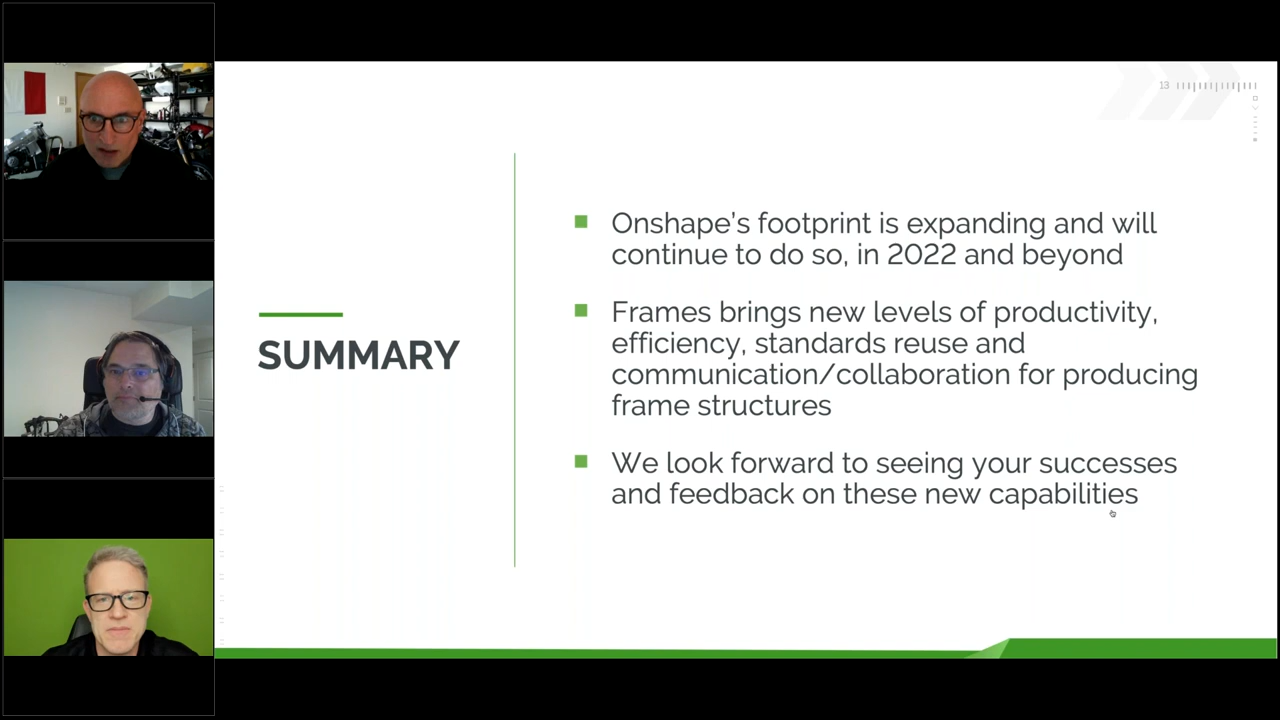 13
SUMMARY
Onshape’s footprint is expanding and will
continue to do so, in 2022 and beyond
Frames brings new levels of productivity,
efficiency, standards reuse and
communication/collaboration for producing
frame structures
We look forward to seeing your successes
and feedback on these new capabilities